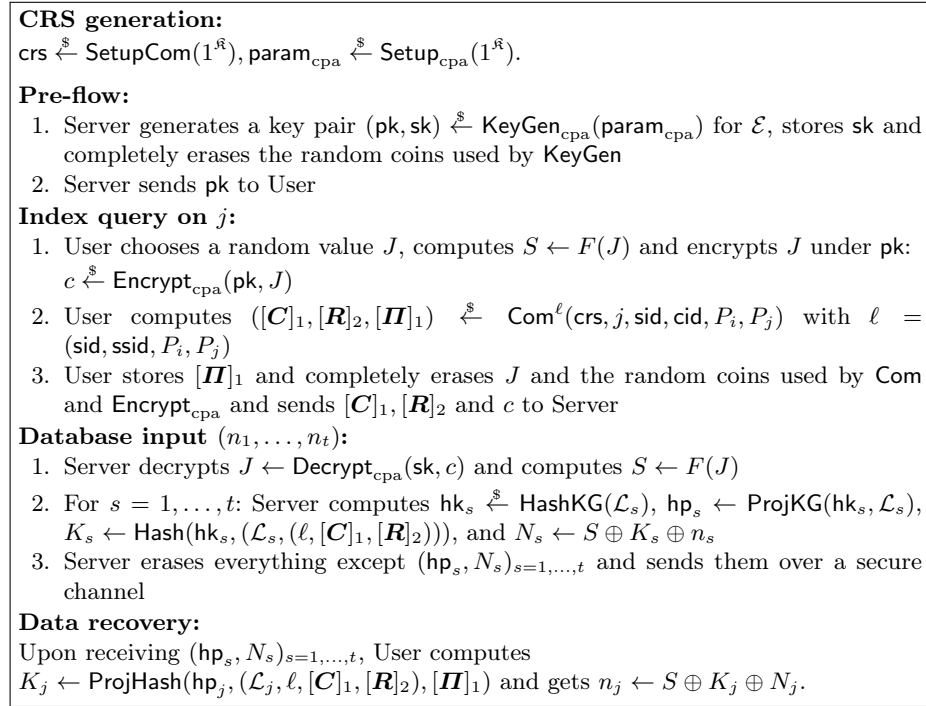 CRS generation:
crs ←$ SetupCom(1^𝔎), param_cpa ←$ Setup_cpa(1^𝔎).
Pre-flow:
1. Server generates a key pair (pk, sk) ←$ KeyGen_cpa(param_cpa) for ℰ, stores sk and
completely erases the random coins used by KeyGen
2. Server sends pk to User
Index query on j:
1. User chooses a random value J, computes S ← F(J) and encrypts J under pk:
c ←$ Encrypt_cpa(pk, J)
2. User computes ([C]_1, [R]_2, [Π]_1) ←$ Com^ℓ(crs, j, sid, cid, P_i, P_j) with ℓ =
(sid, ssid, P_i, P_j)
3. User stores [Π]_1 and completely erases J and the random coins used by Com
and Encrypt_cpa and sends [C]_1, [R]_2 and c to Server
Database input (n_1, . . . , n_t):
1. Server decrypts J ← Decrypt_cpa(sk, c) and computes S ← F(J)
2. For s = 1, . . . , t: Server computes hk_s ←$ HashKG(ℒ_s), hp_s ← ProjKG(hk_s, ℒ_s),
K_s ← Hash(hk_s, (ℒ_s, (ℓ, [C]_1, [R]_2))), and N_s ← S ⊕ K_s ⊕ n_s
3. Server erases everything except (hp_s, N_s)_{s=1,...,t} and sends them over a secure
channel
Data recovery:
Upon receiving (hp_s, N_s)_{s=1,...,t}, User computes
K_j ← ProjHash(hp_j, (ℒ_j, ℓ, [C]_1, [R]_2), [Π]_1) and gets n_j ← S ⊕ K_j ⊕ N_j.